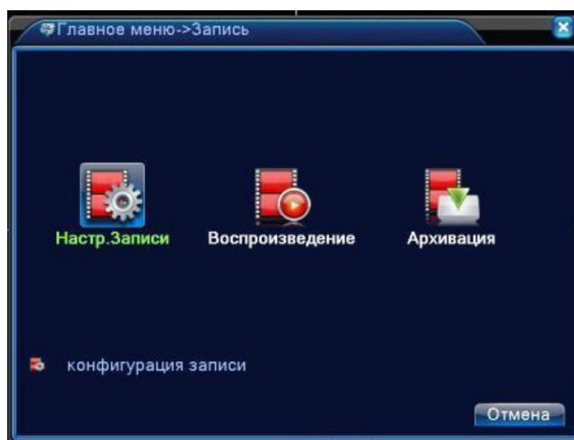 Главное меню->Запись
Настр.Записи
Воспроизведение
Архивация
конфигурация записи
Отмена